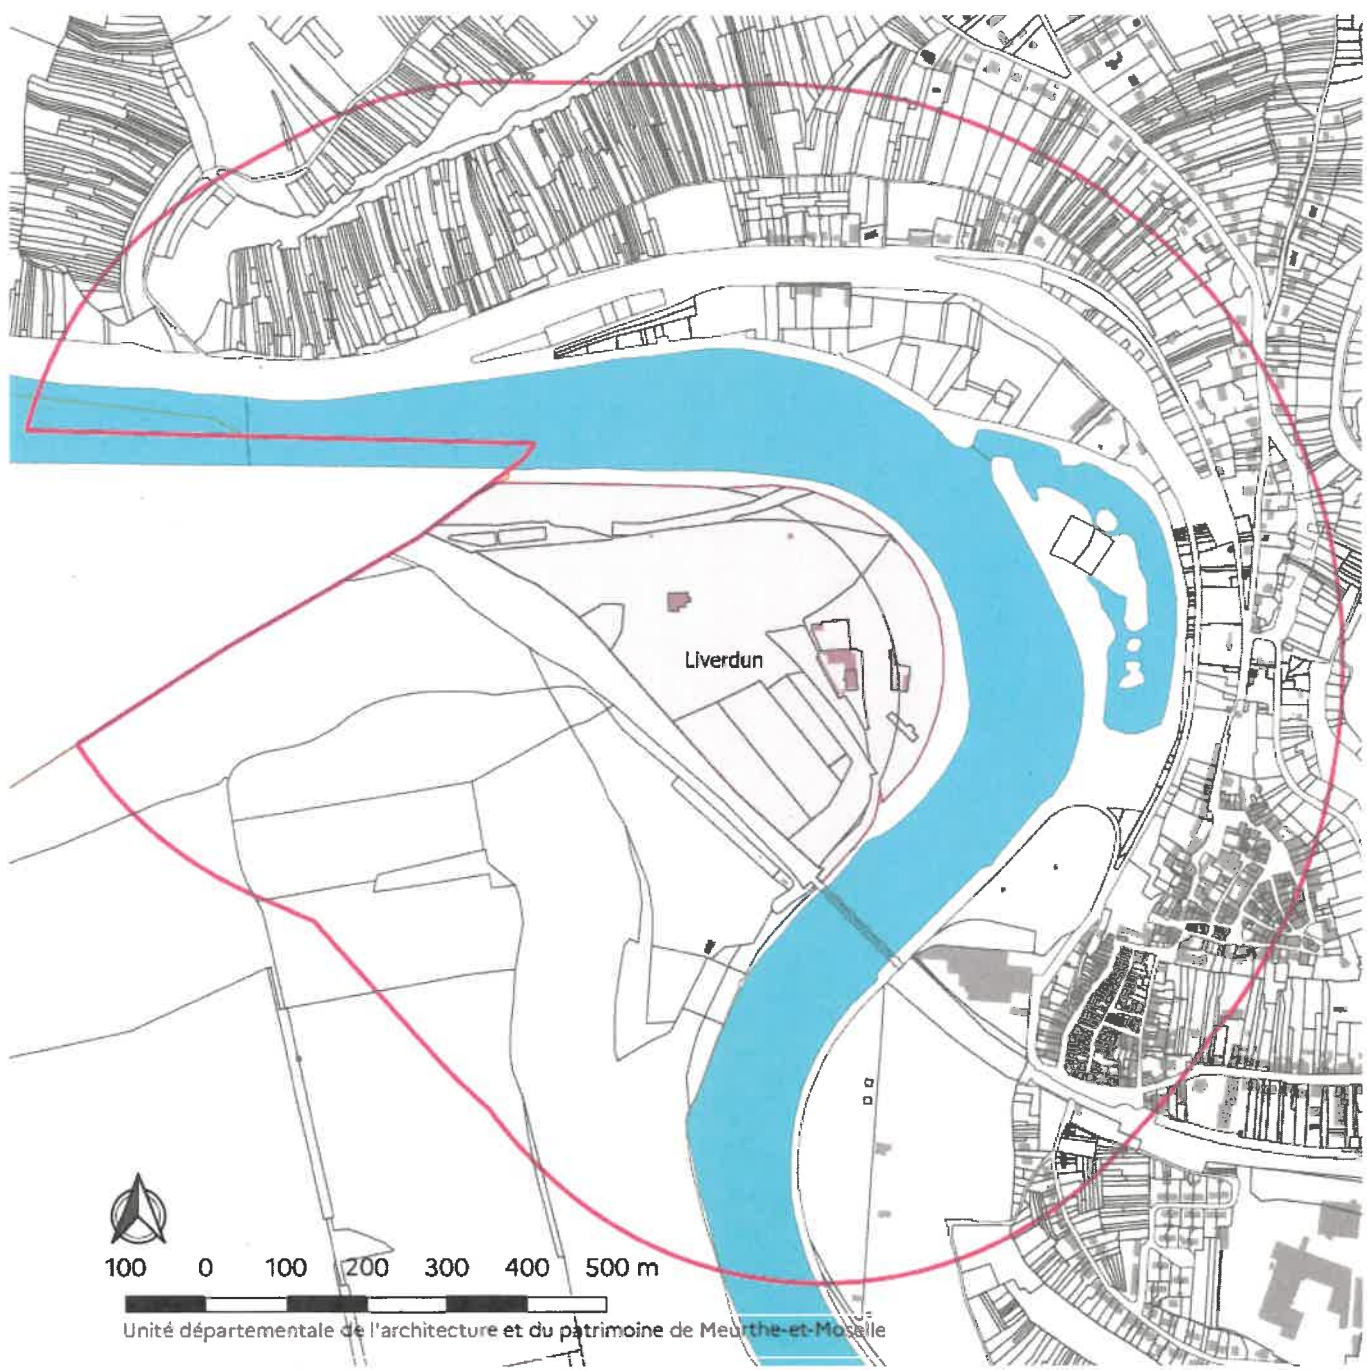 Liverdun
100 0 100 200 300 400 500 m
Unité départementale de l'architecture et du patrimoine de Meurthe-et-Moselle